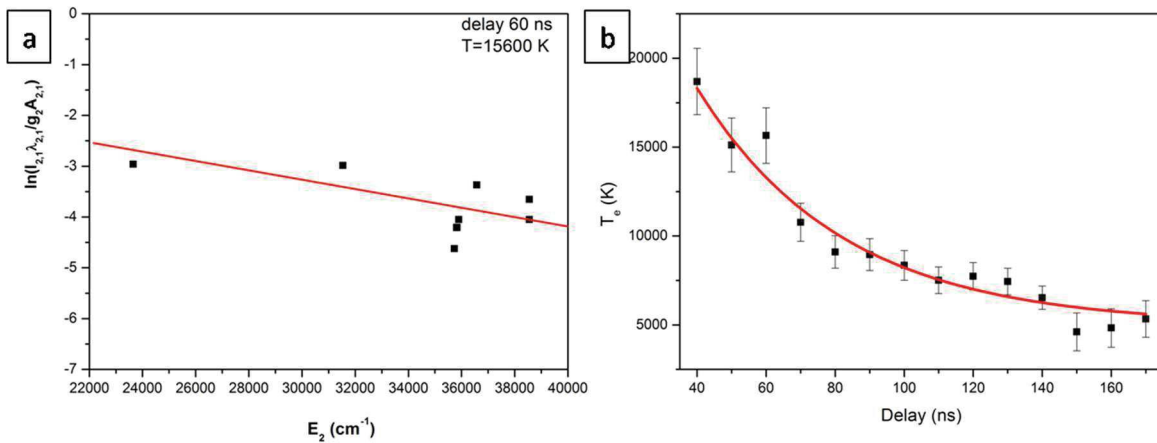 a
delay 60 ns
T=15600 K
0
-1
-2
-3
-4
-5
-6
-7
ln(I2,1λ2,1/g2A2,1)
22000 24000 26000 28000 30000 32000 34000 36000 38000 40000
E2 (cm-1)
b
20000
15000
10000
5000
Te (K)
40 60 80 100 120 140 160
Delay (ns)